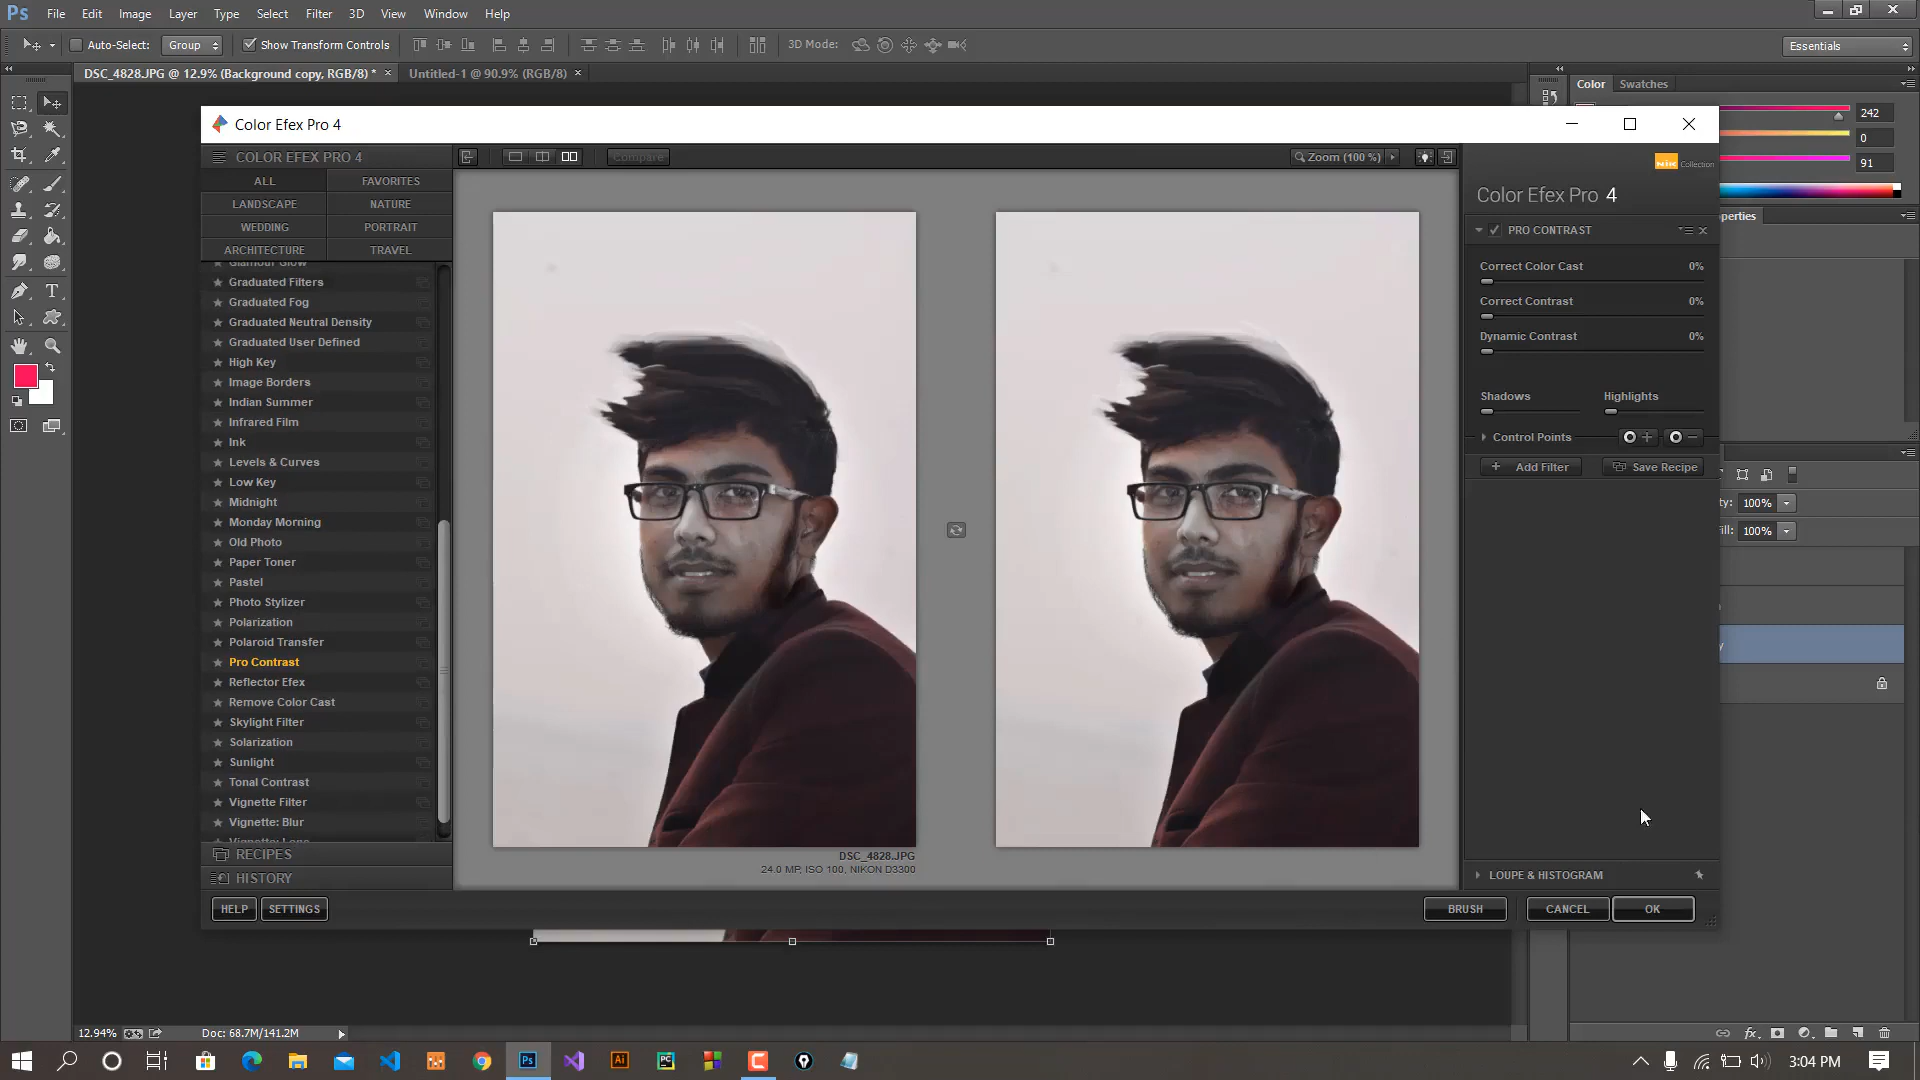 Ps File Edit Image Layer Type Select Filter 3D View Window Help
Auto-Select: Group Show Transform Controls 3D Mode: Essentials
DSC_4828.JPG @ 12.9% (Background copy, RGB/8) * × Untitled-1 @ 90.9% (RGB/8) ×
Color Swatches
242
0
91
Color Efex Pro 4
COLOR EFEX PRO 4
ALL FAVORITES
LANDSCAPE NATURE
WEDDING PORTRAIT
ARCHITECTURE TRAVEL
Glamour Glow
Graduated Filters
Graduated Fog
Graduated Neutral Density
Graduated User Defined
High Key
Image Borders
Indian Summer
Infrared Film
Ink
Levels & Curves
Low Key
Midnight
Monday Morning
Old Photo
Paper Toner
Pastel
Photo Stylizer
Polarization
Polaroid Transfer
Pro Contrast
Reflector Efex
Remove Color Cast
Skylight Filter
Solarization
Sunlight
Tonal Contrast
Vignette Filter
Vignette: Blur
RECIPES
HISTORY
HELP SETTINGS
Compare
Zoom (100 %)
DSC_4828.JPG
24.0 MP, ISO 100, NIKON D3300
Nik Collection
Color Efex Pro 4
PRO CONTRAST
Correct Color Cast 0%
Correct Contrast 0%
Dynamic Contrast 0%
Shadows Highlights
Control Points
+ Add Filter Save Recipe
LOUPE & HISTOGRAM
BRUSH CANCEL OK
operties
ty: 100%
ill: 100%
y
12.94% Doc: 68.7M/141.2M
3:04 PM